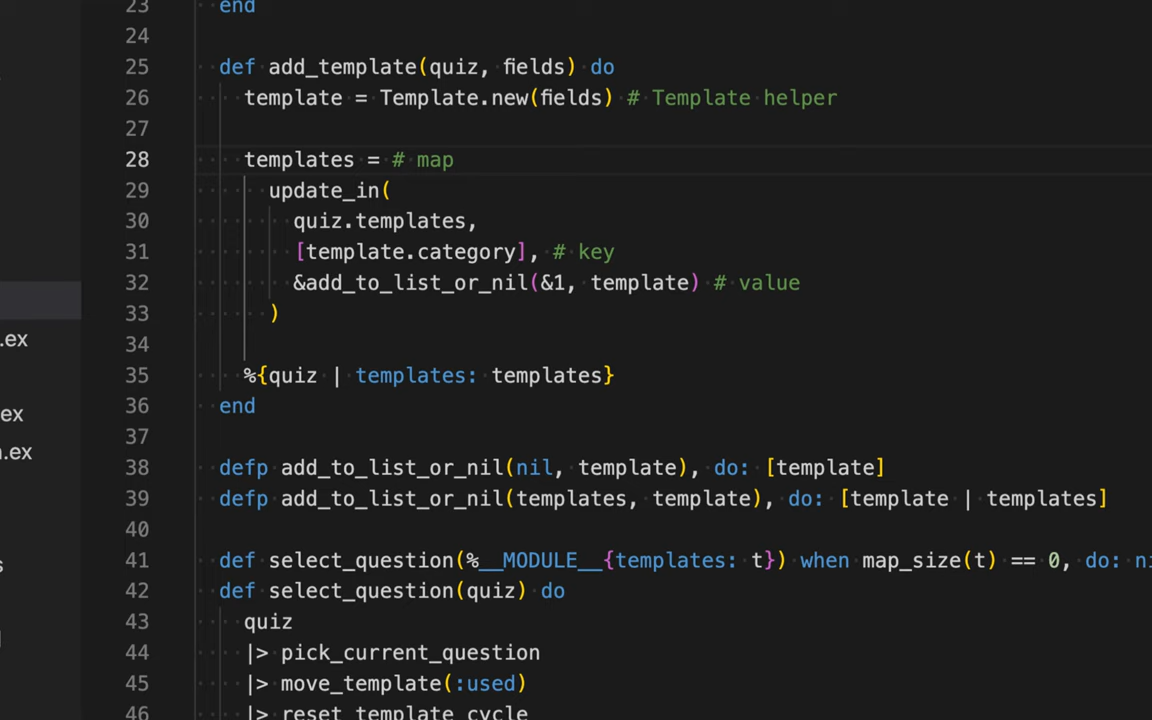 23 end
24
25 def add_template(quiz, fields) do
26 template = Template.new(fields) # Template helper
27
28 templates = # map
29 update_in(
30 quiz.templates,
31 [template.category], # key
32 &add_to_list_or_nil(&1, template) # value
33 )
34
35 %{quiz | templates: templates}
36 end
37
38 defp add_to_list_or_nil(nil, template), do: [template]
39 defp add_to_list_or_nil(templates, template), do: [template | templates]
40
41 def select_question(%__MODULE__{templates: t}) when map_size(t) == 0, do: ni
42 def select_question(quiz) do
43 quiz
44 |> pick_current_question
45 |> move_template(:used)
46 |> reset_template_cycle
.ex
ex
.ex